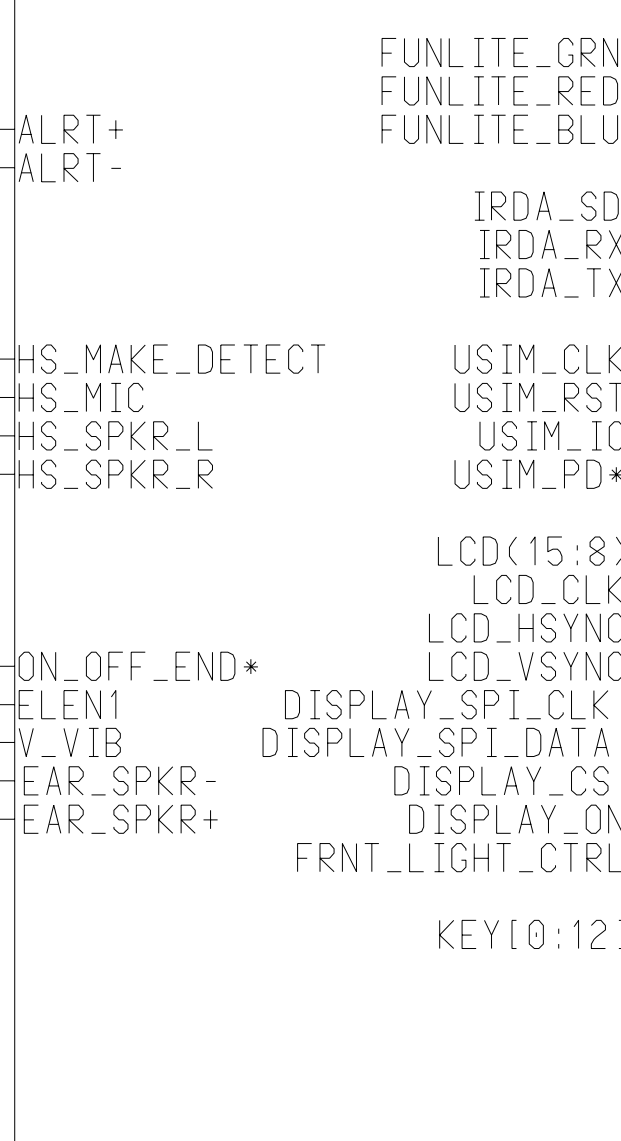 FUNLITE_GRN
FUNLITE_RED
ALRT+ FUNLITE_BLU
ALRT-
IRDA_SD
IRDA_RX
IRDA_TX
HS_MAKE_DETECT USIM_CLK
HS_MIC USIM_RST
HS_SPKR_L USIM_IO
HS_SPKR_R USIM_PD*
LCD(15:8)
LCD_CLK
LCD_HSYNC
ON_OFF_END* LCD_VSYNC
ELEN1 DISPLAY_SPI_CLK
V_VIB DISPLAY_SPI_DATA
EAR_SPKR- DISPLAY_CS
EAR_SPKR+ DISPLAY_ON
FRNT_LIGHT_CTRL
KEY[0:12]